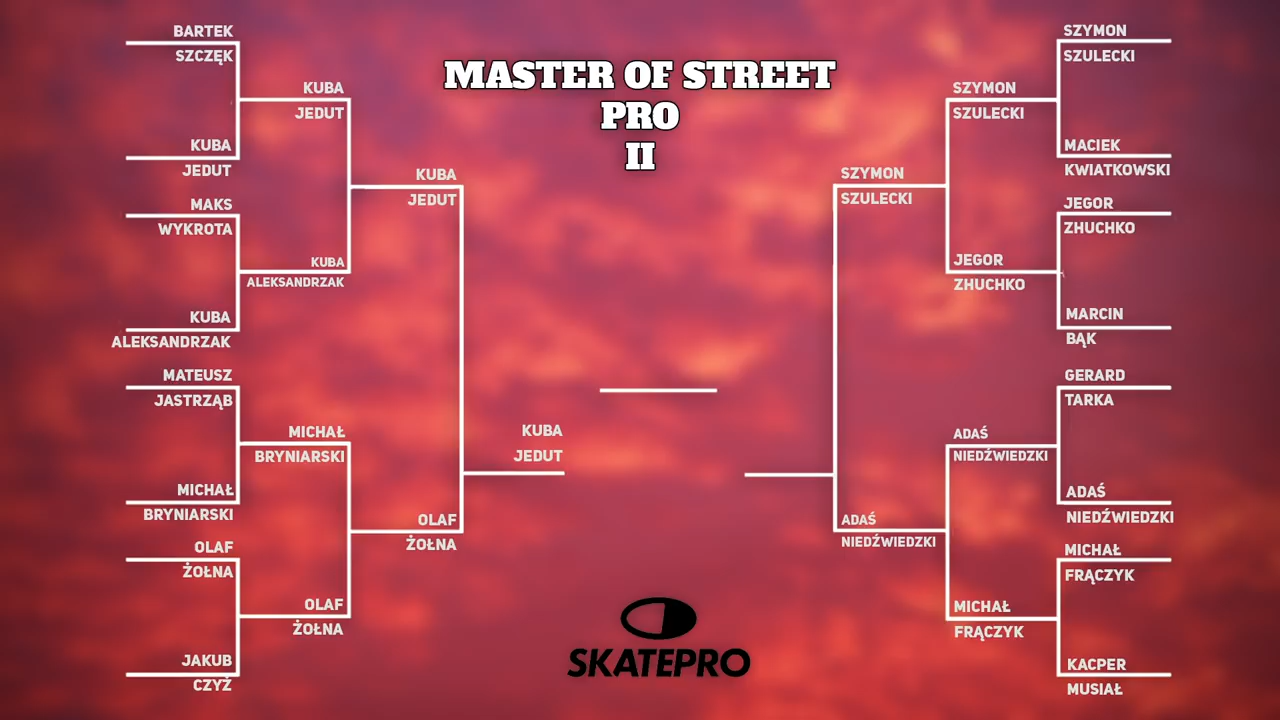 MASTER OF STREET
PRO
II
BARTEK
SZCZĘK
KUBA
JEDUT
MAKS
WYKROTA
KUBA
ALEKSANDRZAK
MATEUSZ
JASTRZĄB
MICHAŁ
BRYNIARSKI
OLAF
ŻOŁNA
JAKUB
CZYŻ
KUBA
JEDUT
KUBA
ALEKSANDRZAK
MICHAŁ
BRYNIARSKI
OLAF
ŻOŁNA
KUBA
JEDUT
OLAF
ŻOŁNA
KUBA
JEDUT
SZYMON
SZULECKI
ADAŚ
NIEDŹWIEDZKI
SZYMON
SZULECKI
JEGOR
ZHUCHKO
ADAŚ
NIEDŹWIEDZKI
MICHAŁ
FRĄCZYK
SZYMON
SZULECKI
MACIEK
KWIATKOWSKI
JEGOR
ZHUCHKO
MARCIN
BĄK
GERARD
TARKA
ADAŚ
NIEDŹWIEDZKI
MICHAŁ
FRĄCZYK
KACPER
MUSIAŁ
SKATEPRO